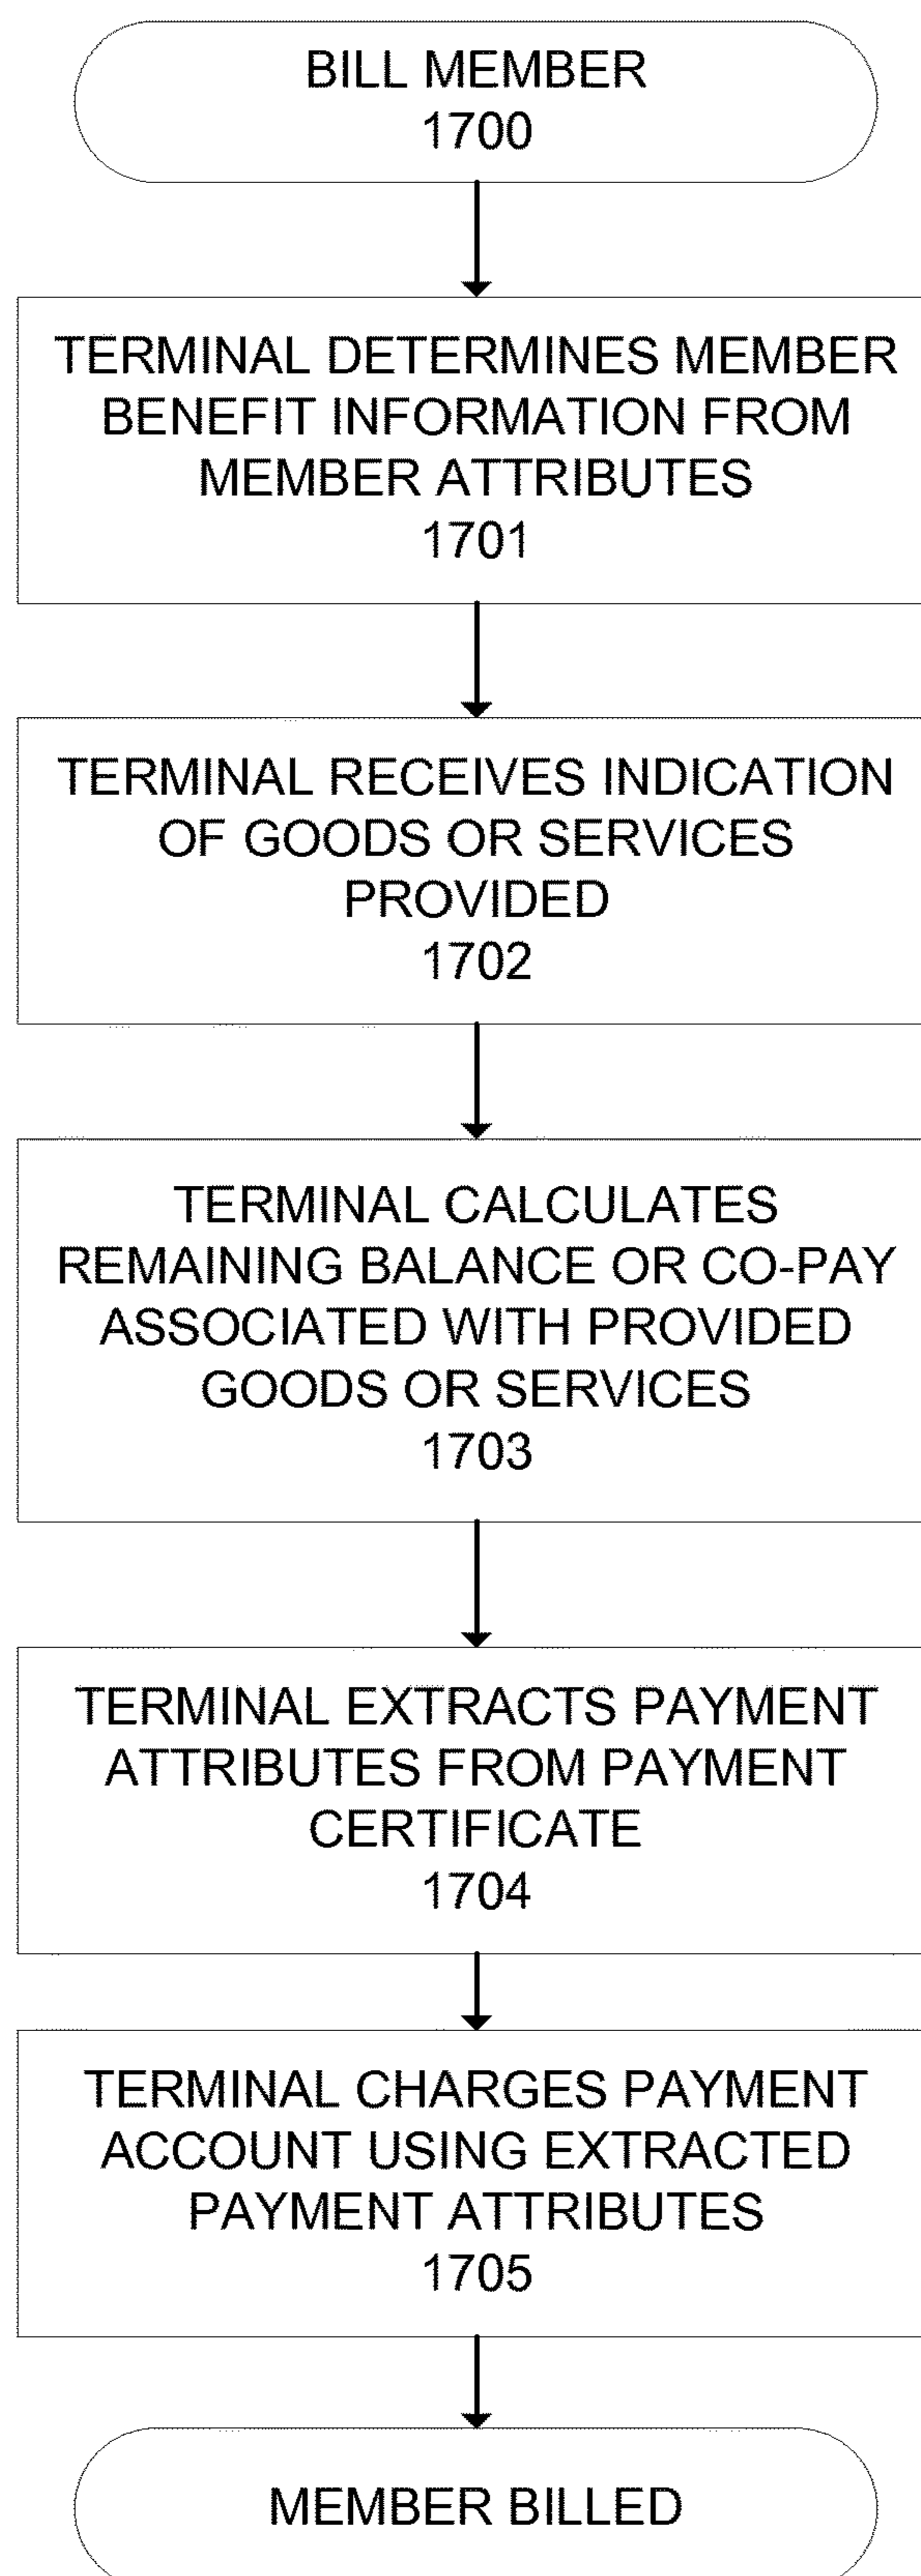 BILL MEMBER
1700
TERMINAL DETERMINES MEMBER
BENEFIT INFORMATION FROM
MEMBER ATTRIBUTES
1701
TERMINAL RECEIVES INDICATION
OF GOODS OR SERVICES
PROVIDED
1702
TERMINAL CALCULATES
REMAINING BALANCE OR CO-PAY
ASSOCIATED WITH PROVIDED
GOODS OR SERVICES
1703
TERMINAL EXTRACTS PAYMENT
ATTRIBUTES FROM PAYMENT
CERTIFICATE
1704
TERMINAL CHARGES PAYMENT
ACCOUNT USING EXTRACTED
PAYMENT ATTRIBUTES
1705
MEMBER BILLED